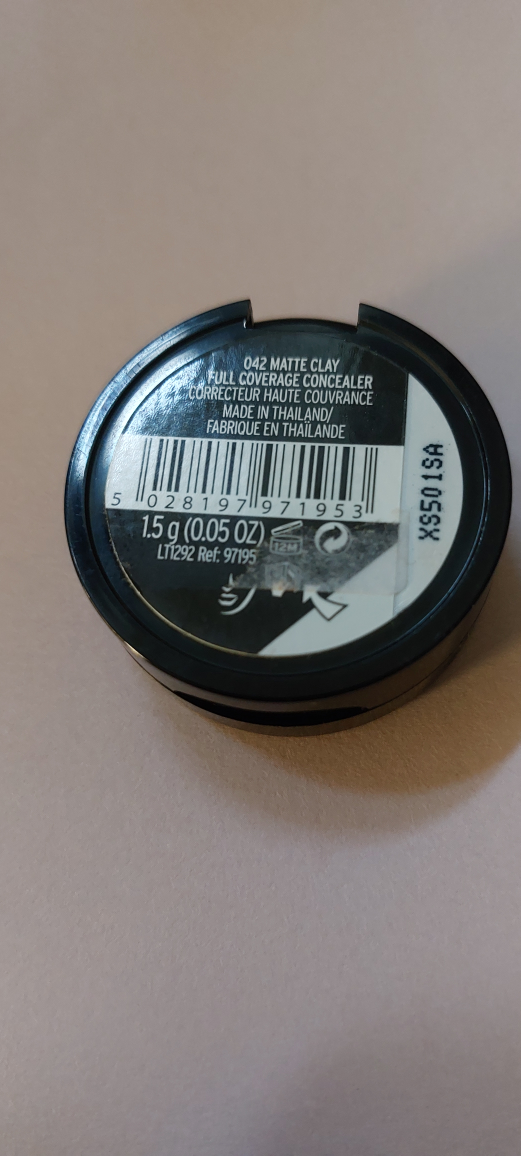 042 MATTE CLAY
FULL COVERAGE CONCEALER
CORRECTEUR HAUTE COUVRANCE
MADE IN THAILAND/
FABRIQUE EN THAÏLANDE
5 028197 971953
1.5 g (0.05 OZ)
12M
LT1292 Ref: 97195
XS501SA